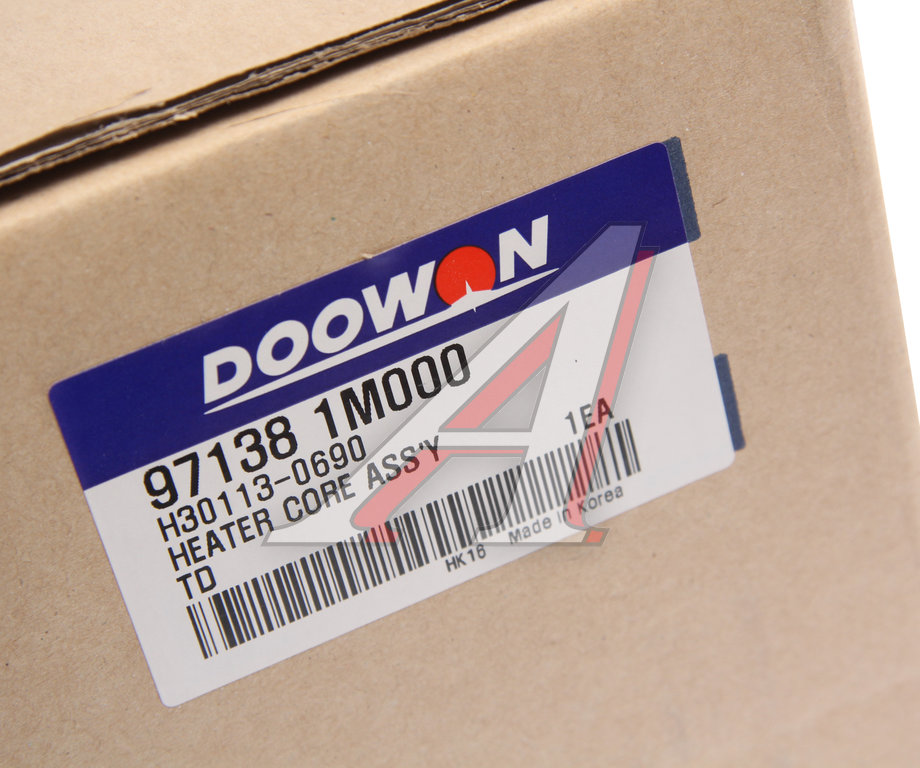 DOOWON
97138 1M000
H30113-0690
HEATER CORE ASS'Y 1EA
TD
HK16 Made in Korea